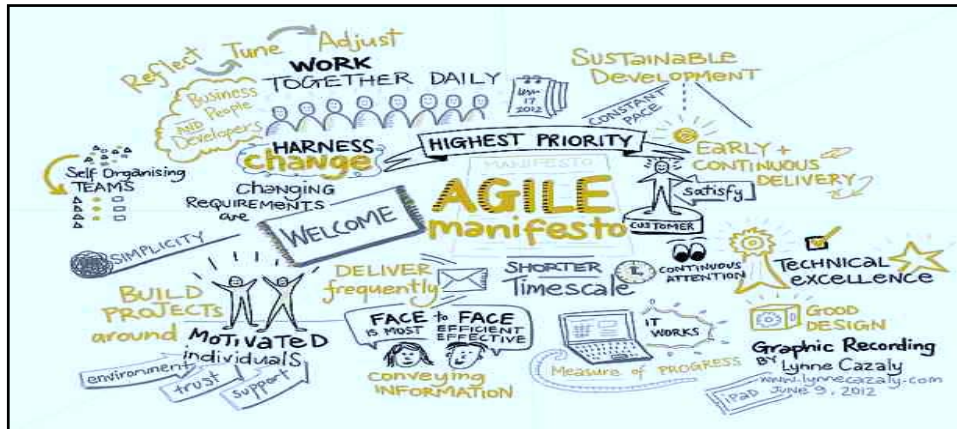 Reflect Tune Adjust
Business
People
AND
Developers
WORK
TOGETHER DAILY
17
2012
SUSTAINABLE
DEVELOPMENT
CONSTANT
PACE
HARNESS
change
HIGHEST PRIORITY
MANIFESTO
EARLY +
CONTINUOUS
DELIVERY
Self Organising
TEAMS
CHANGING
REQUIREMENTS
are
WELCOME
AGILE
manifesto
satisfy
CUSTOMER
SIMPLICITY
DELIVER
frequently
SHORTER
Timescale
CONTINUOUS
ATTENTION
TECHNICAL
excellence
BUILD
PROJECTS
around
MOTIVATED
individuals
environment
trust
support
FACE to FACE
IS MOST EFFICIENT
EFFECTIVE
conveying
INFORMATION
IT
WORKS
Measure of PROGRESS
GOOD
DESIGN
Graphic Recording
BY Lynne Cazaly
www.lynnecazaly.com
iPaD JUNE 9, 2012